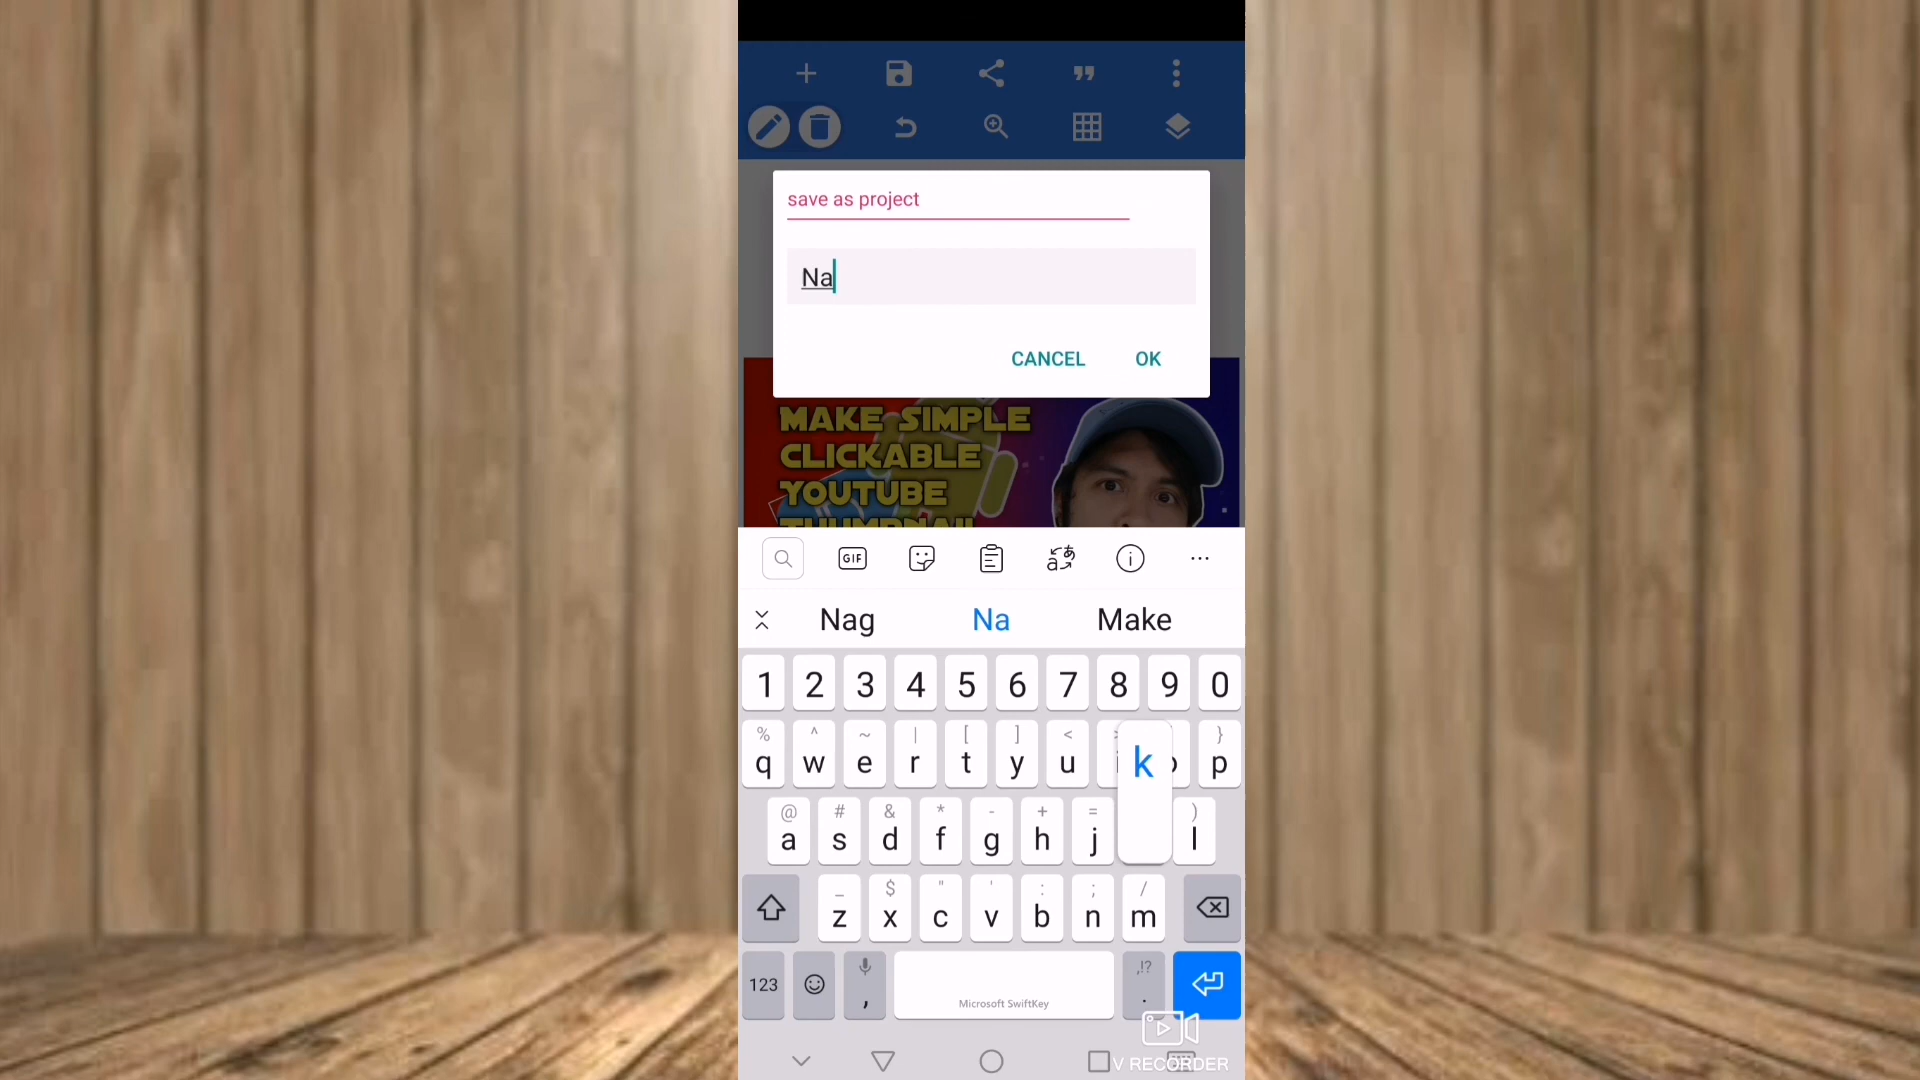 save as project
Na
CANCEL OK
MAKE SIMPLE
CLICKABLE
YOUTUBE
THUMBNAIL
GIF
Nag Na Make
1 2 3 4 5 6 7 8 9 0
% ^ ~ | [ ] < }
q w e r t y u i k p
@ # & * - + = )
a s d f g h j l
_ $ " ' : ; /
z x c v b n m
123 , Microsoft SwiftKey ,!? .
V RECORDER